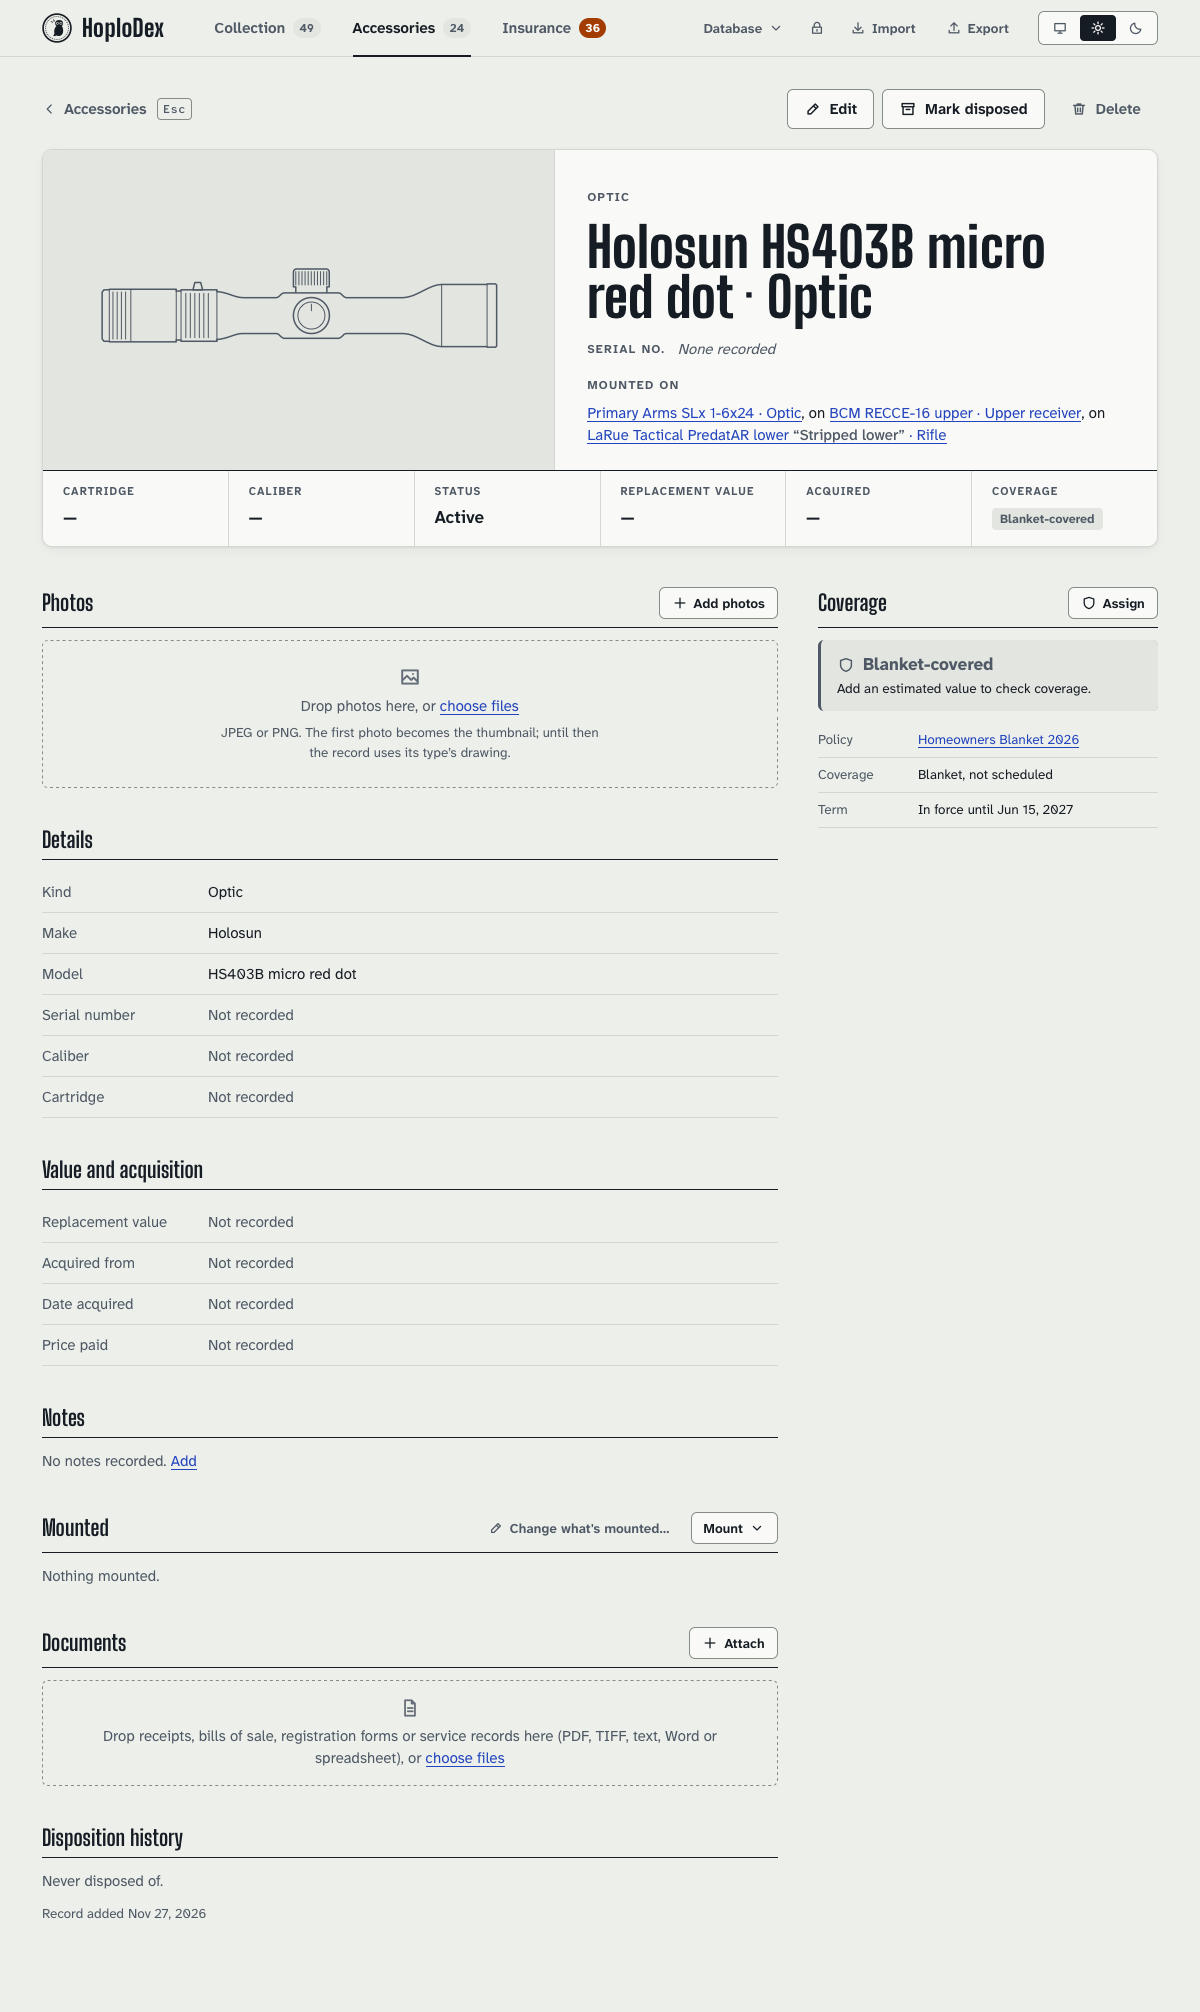 HoploDex
Collection 49
Accessories 24
Insurance 36
Database
Import
Export
Accessories Esc
Edit
Mark disposed
Delete
OPTIC
Holosun HS403B micro
red dot · Optic
SERIAL NO. None recorded
MOUNTED ON
Primary Arms SLx 1-6x24 · Optic, on BCM RECCE-16 upper · Upper receiver, on
LaRue Tactical PredatAR lower “Stripped lower” · Rifle
CARTRIDGE
—
CALIBER
—
STATUS
Active
REPLACEMENT VALUE
—
ACQUIRED
—
COVERAGE
Blanket-covered
Photos
Add photos
Drop photos here, or choose files
JPEG or PNG. The first photo becomes the thumbnail; until then
the record uses its type’s drawing.
Coverage
Assign
Blanket-covered
Add an estimated value to check coverage.
Policy Homeowners Blanket 2026
Coverage Blanket, not scheduled
Term In force until Jun 15, 2027
Details
Kind Optic
Make Holosun
Model HS403B micro red dot
Serial number Not recorded
Caliber Not recorded
Cartridge Not recorded
Value and acquisition
Replacement value Not recorded
Acquired from Not recorded
Date acquired Not recorded
Price paid Not recorded
Notes
No notes recorded. Add
Mounted
Change what’s mounted…
Mount
Nothing mounted.
Documents
Attach
Drop receipts, bills of sale, registration forms or service records here (PDF, TIFF, text, Word or
spreadsheet), or choose files
Disposition history
Never disposed of.
Record added Nov 27, 2026